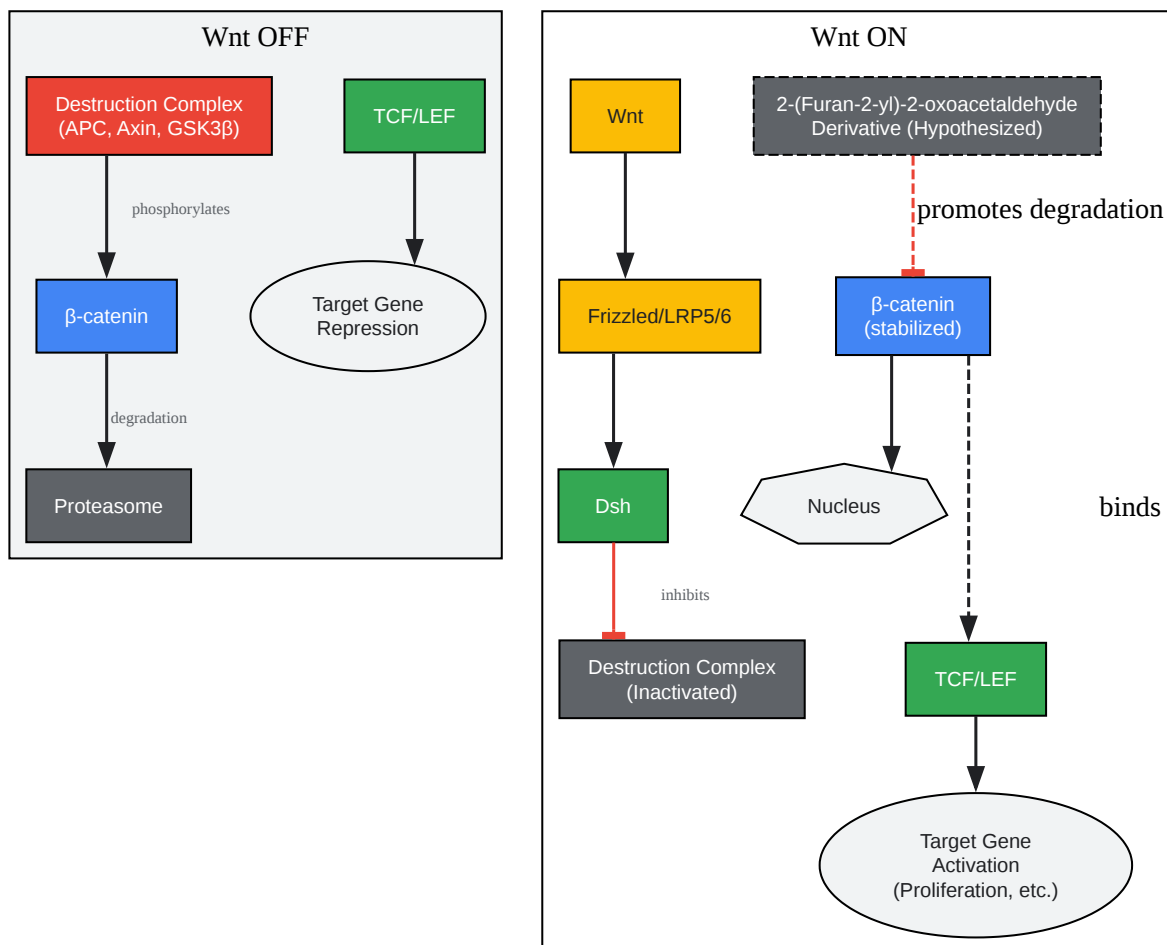 Wnt OFF
Destruction Complex
(APC, Axin, GSK3β)
TCF/LEF
phosphorylates
β-catenin
Target Gene
Repression
degradation
Proteasome
Wnt ON
Wnt
2-(Furan-2-yl)-2-oxoacetaldehyde
Derivative (Hypothesized)
promotes degradation
Frizzled/LRP5/6
β-catenin
(stabilized)
Dsh
Nucleus
binds
inhibits
Destruction Complex
(Inactivated)
TCF/LEF
Target Gene
Activation
(Proliferation, etc.)